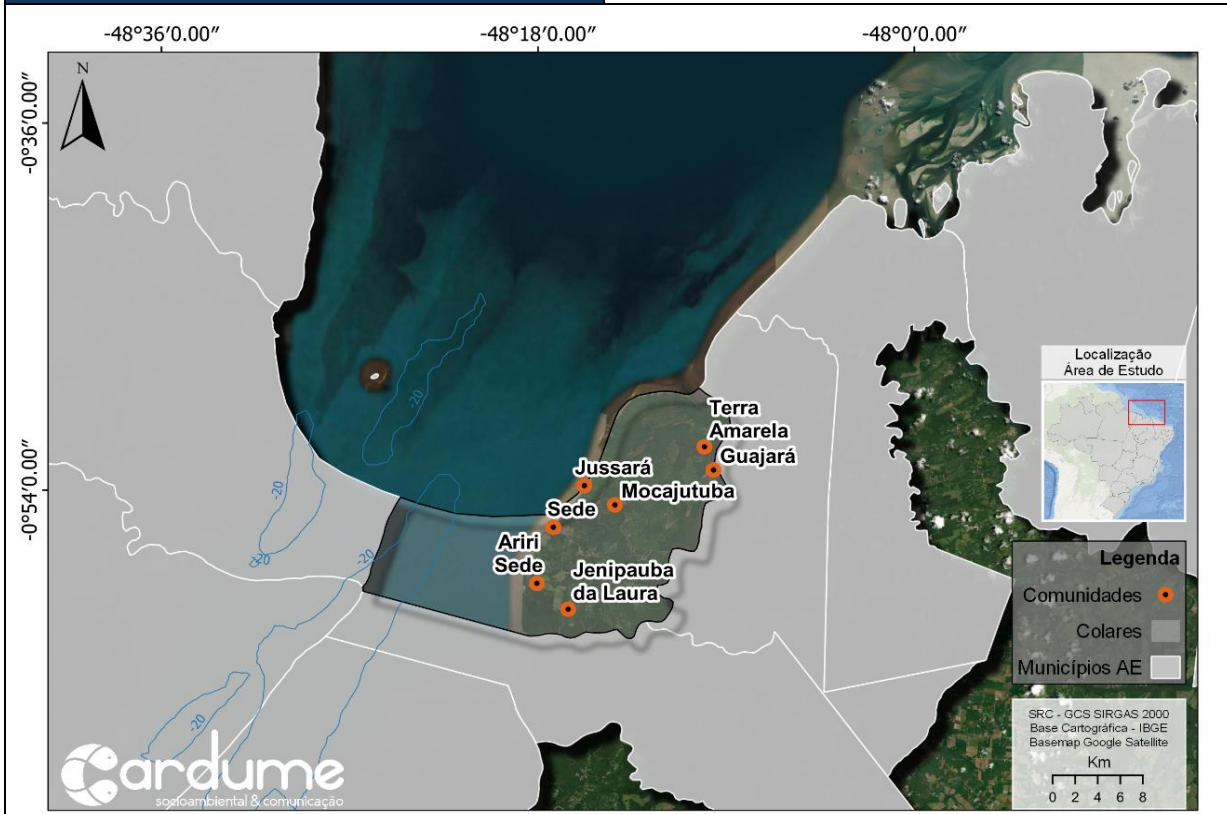 -48°36′0.00″
-48°18′0.00″
-48°0′0.00″
-0°36′0.00″
-0°54′0.00″
N
-20
-20
-20
-20
-20
Terra
Amarela
Guajará
Jussará
Mocajutuba
Sede
Ariri
Sede
Jenipauba
da Laura
Localização
Área de Estudo
Legenda
Comunidades
Colares
Municípios AE
SRC - GCS SIRGAS 2000
Base Cartográfica - IBGE
Basemap Google Satellite
Km
0 2 4 6 8
Cardume
socioambiental & comunicação